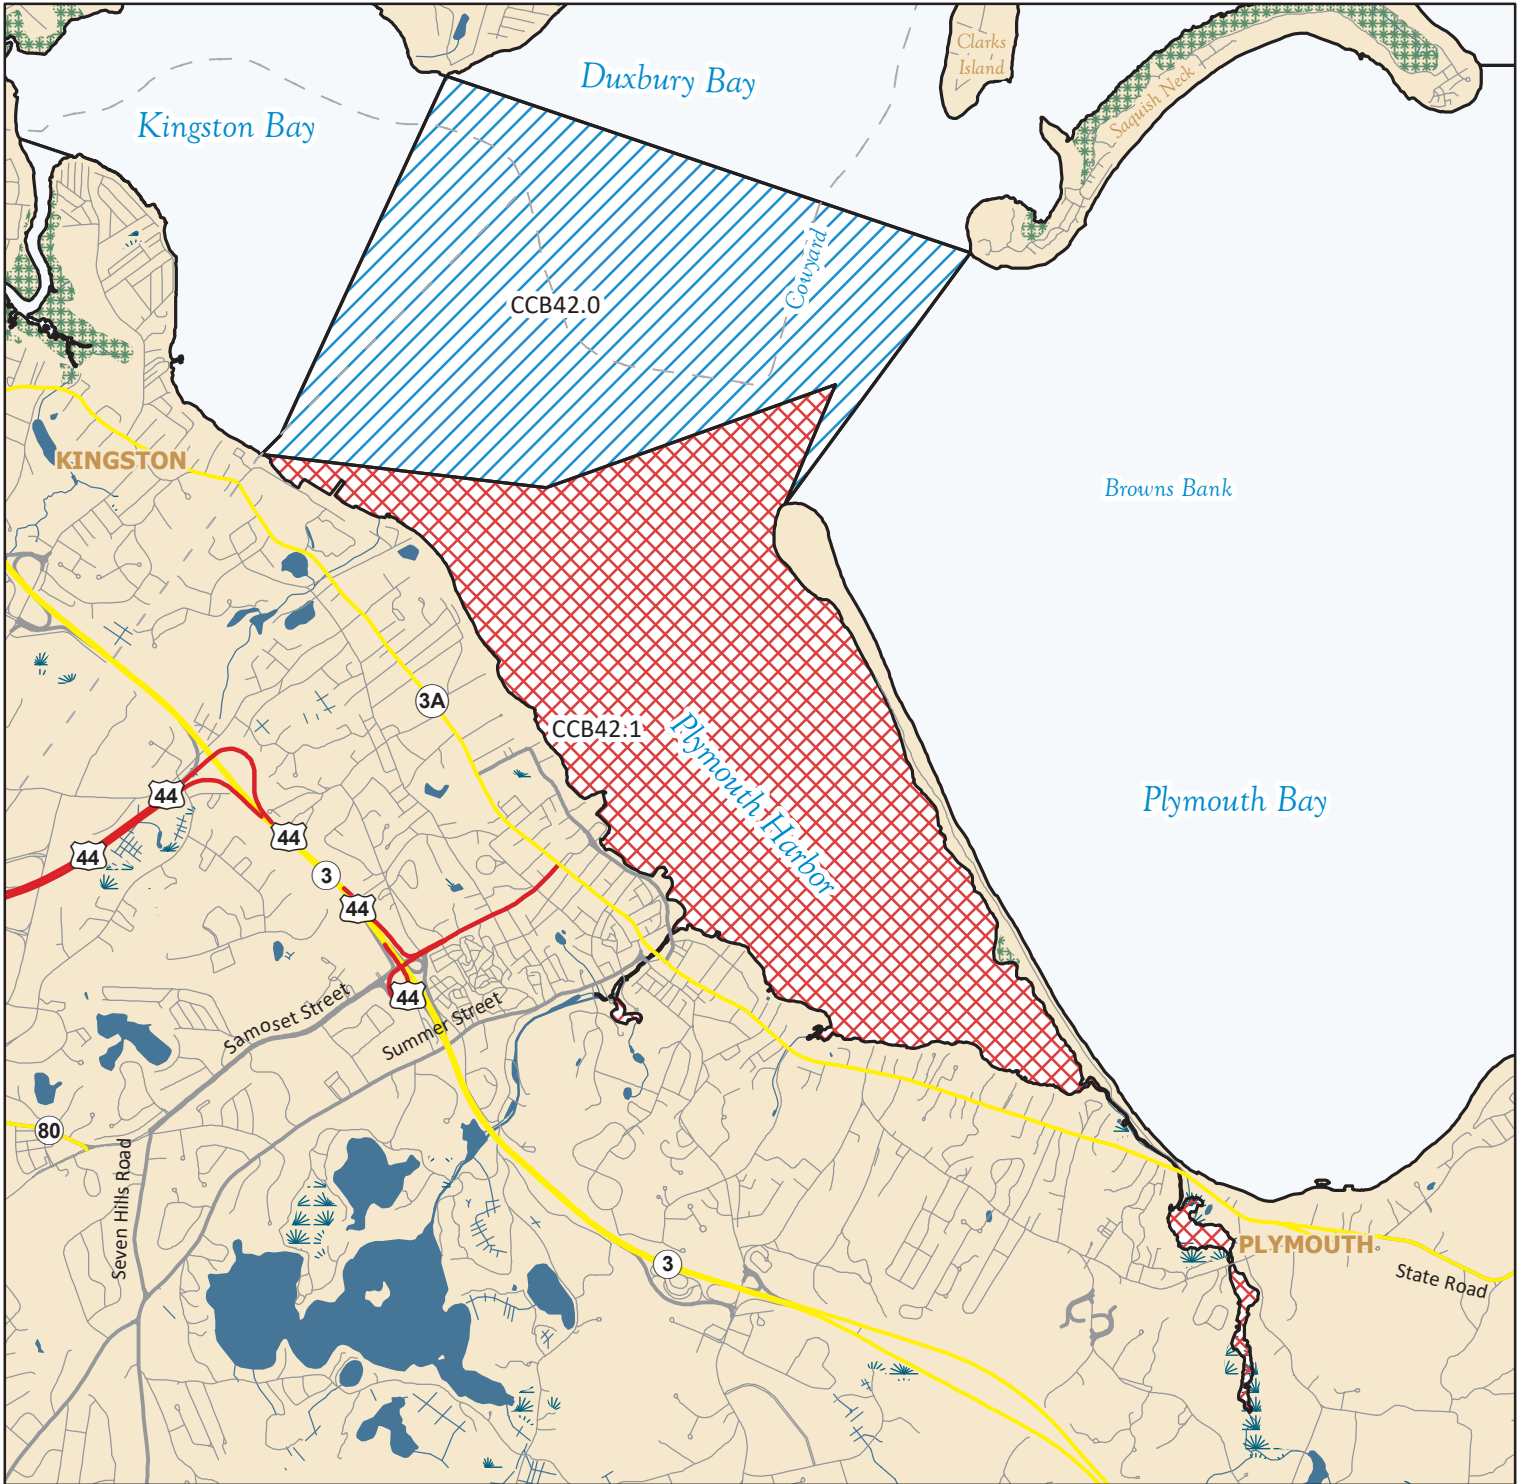 Clarks
Island
Duxbury Bay
Saquish Neck
Kingston Bay
Cowyard
CCB42.0
KINGSTON
Browns Bank
3A
CCB42.1
Plymouth Harbor
44
Plymouth Bay
44
44
3
44
44
Samoset Street
Summer Street
80
Seven Hills Road
PLYMOUTH
3
State Road